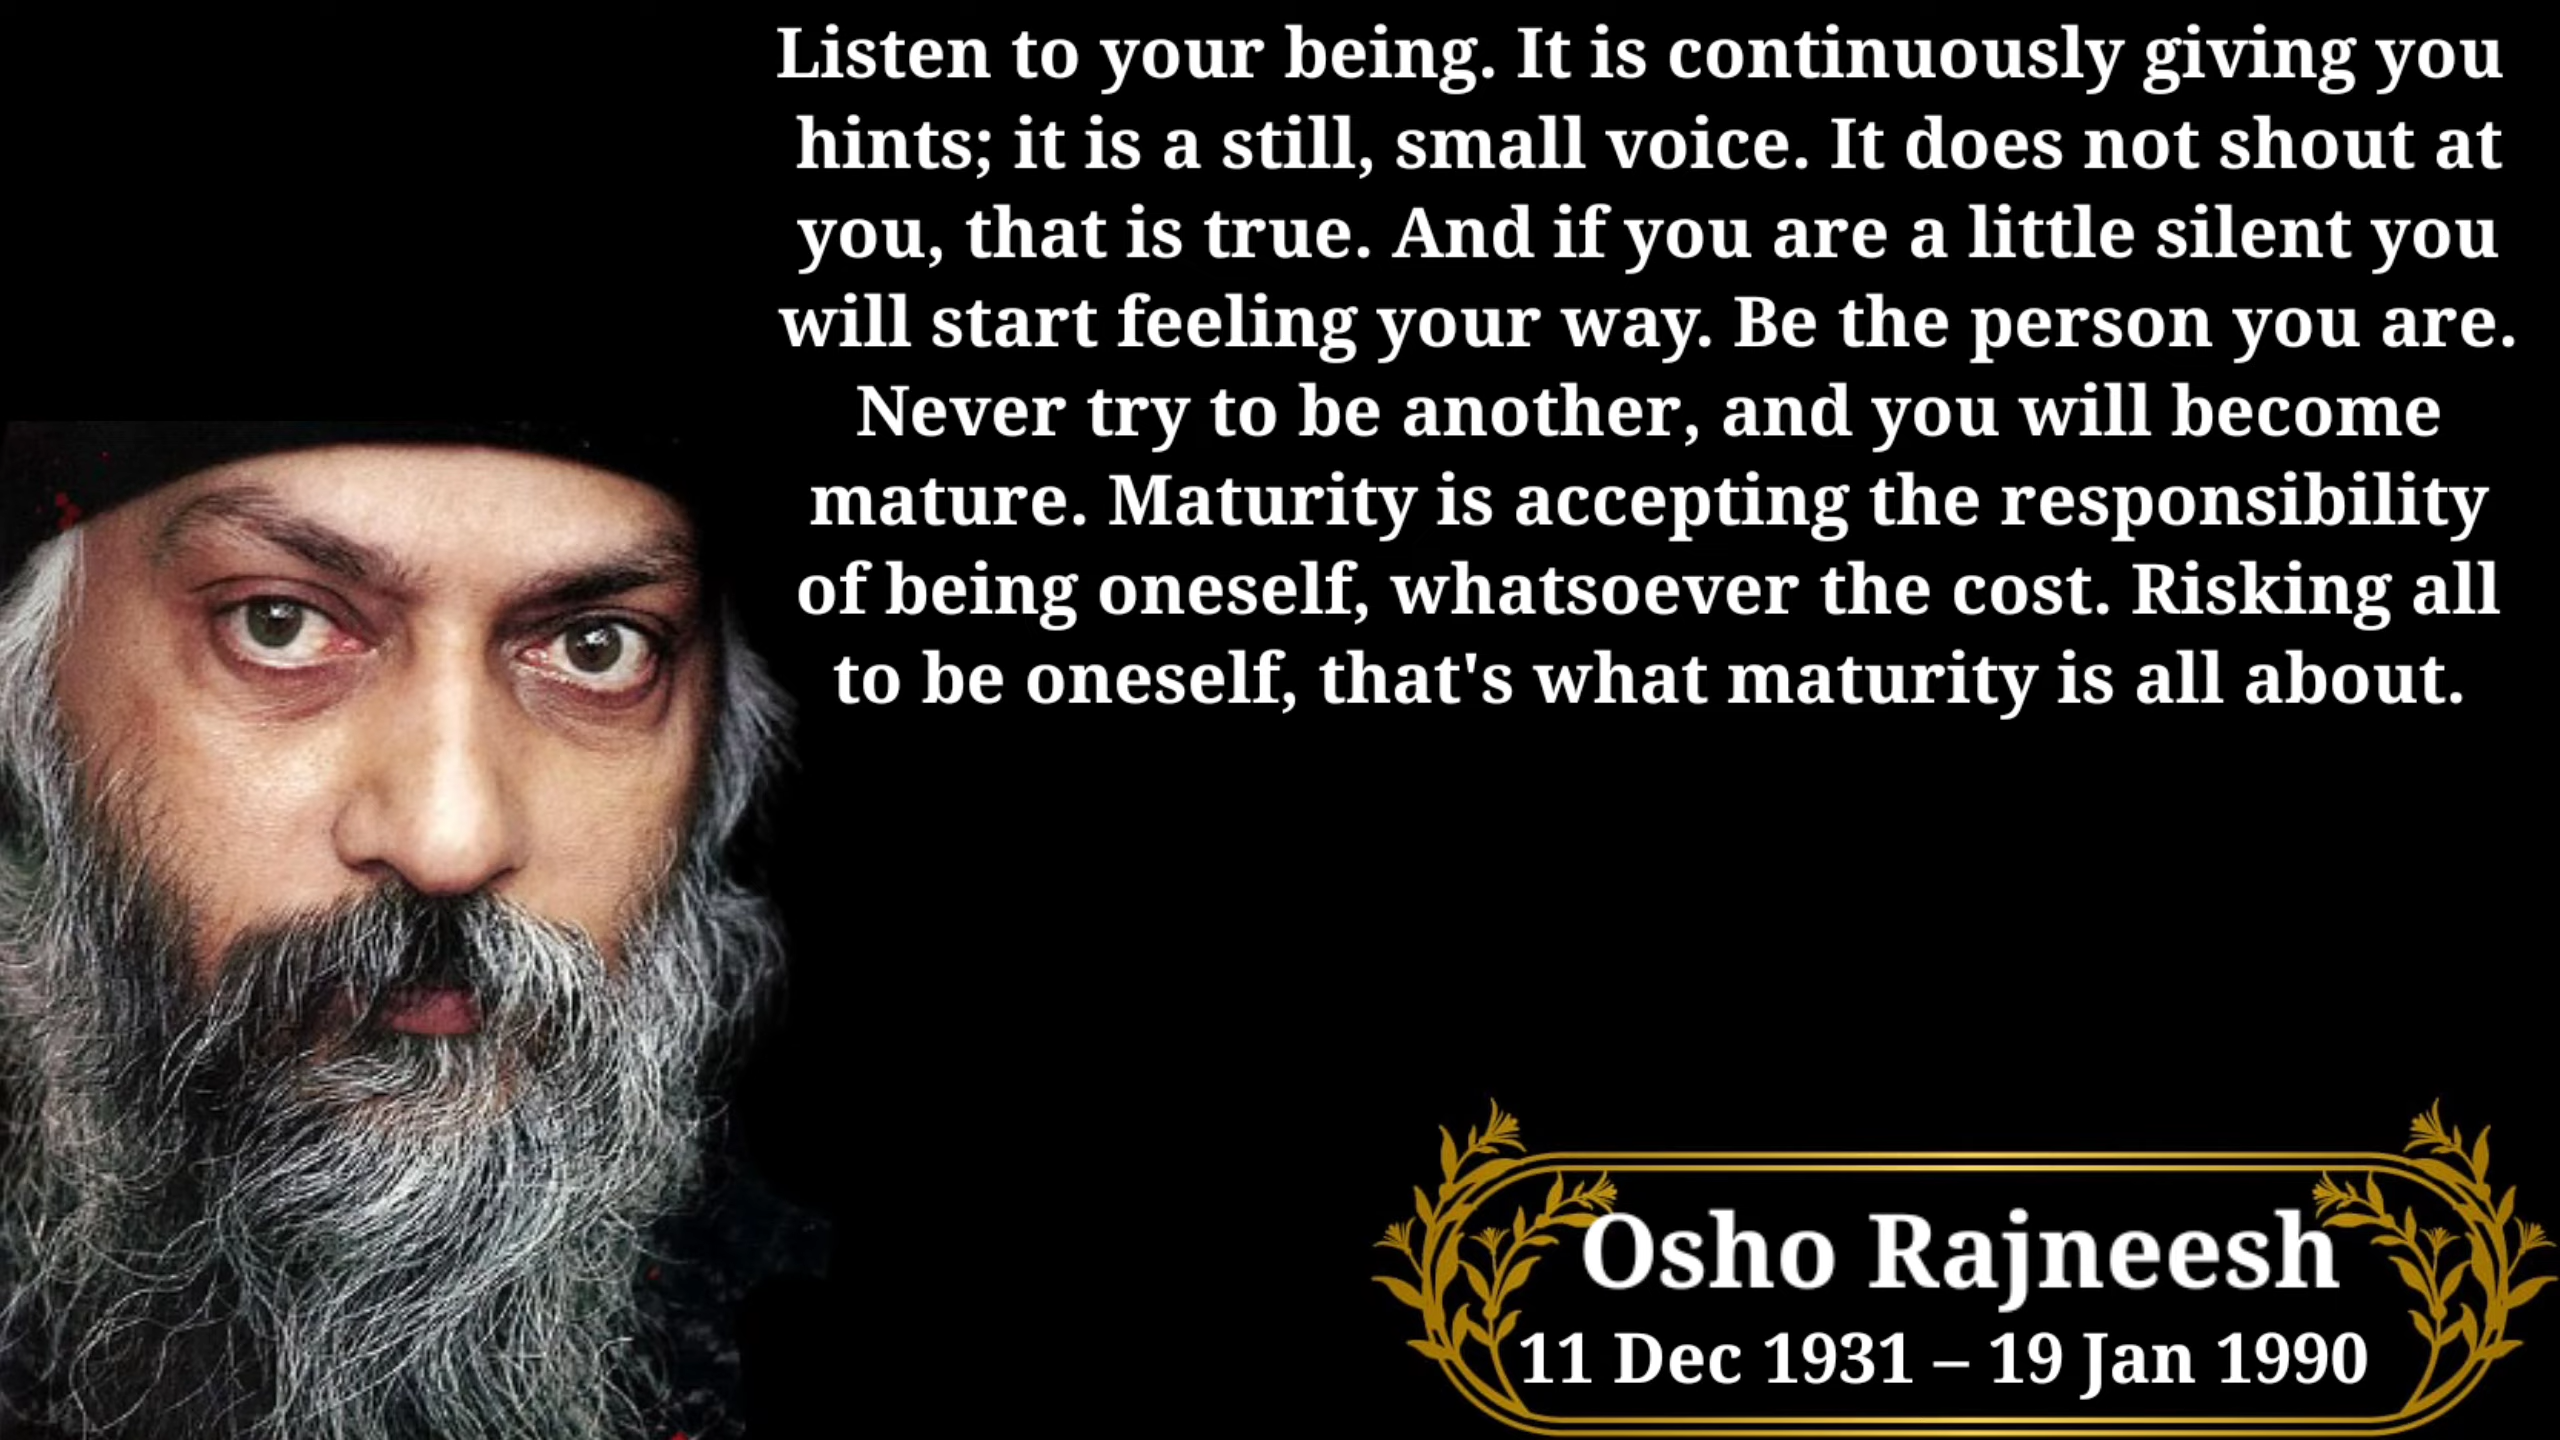 Listen to your being. It is continuously giving you
hints; it is a still, small voice. It does not shout at
you, that is true. And if you are a little silent you
will start feeling your way. Be the person you are.
Never try to be another, and you will become
mature. Maturity is accepting the responsibility
of being oneself, whatsoever the cost. Risking all
to be oneself, that's what maturity is all about.
Osho Rajneesh
11 Dec 1931 – 19 Jan 1990